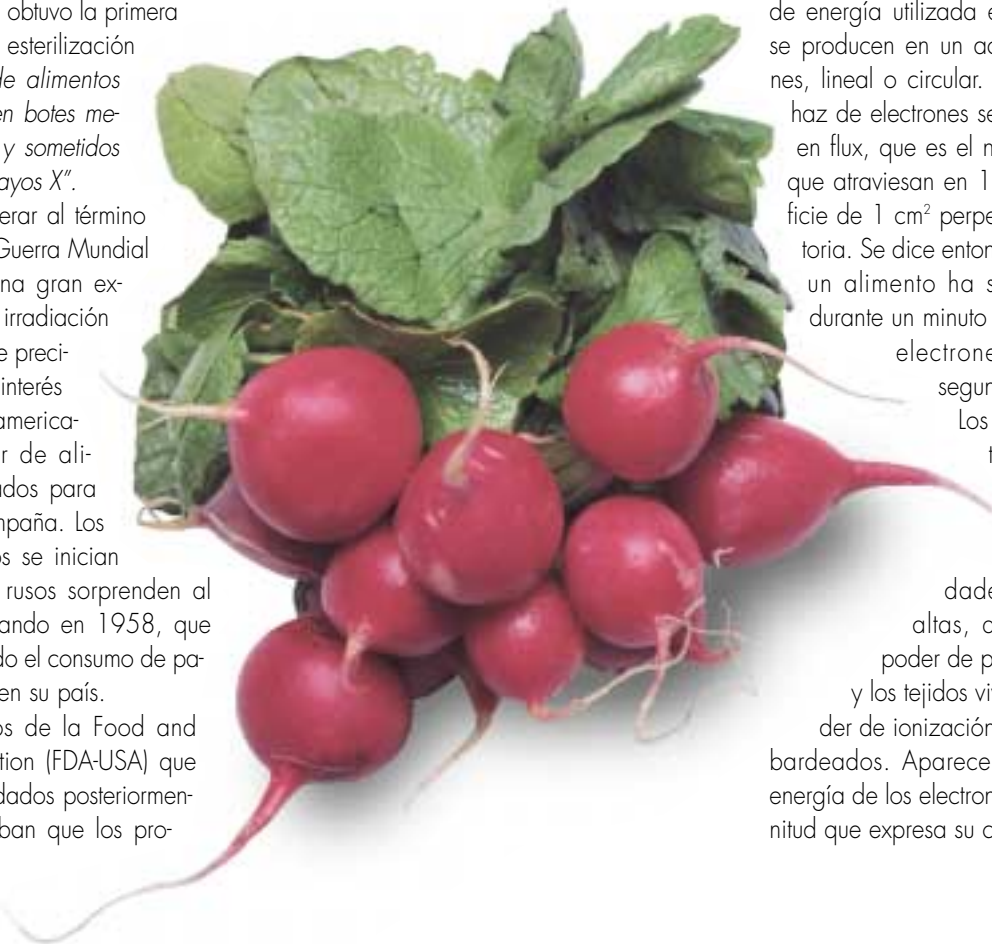 obtuvo la primera
esterilización
de alimentos
en botes me-
y sometidos
ayos X”.
erar al término
Guerra Mundial
na gran ex-
irradiación
e preci-
interés
america-
r de ali-
ados para
mpaña. Los
os se inician
rusos sorprenden al
ando en 1958, que
do el consumo de pa-
en su país.
os de la Food and
tion (FDA-USA) que
dados posteriormen-
ban que los pro-
de energía utilizada e
se producen en un ac
nes, lineal o circular.
haz de electrones se
en flux, que es el n
que atraviesan en 1
ficie de 1 cm² perpe
toria. Se dice enton
un alimento ha s
durante un minuto
electrone
segun
Los
t
dade
altas, c
poder de p
y los tejidos vi
der de ionización
bardeados. Aparece
energía de los electron
nitud que expresa su c